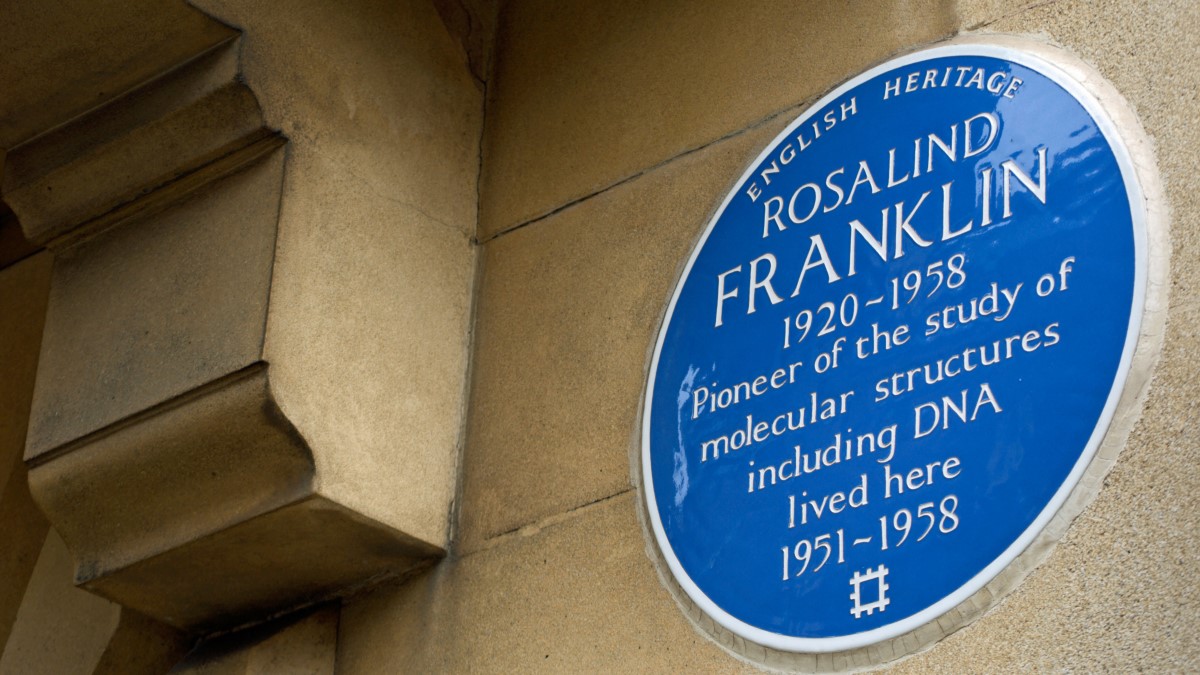 ENGLISH HERITAGE
ROSALIND
FRANKLIN
1920~1958
Pioneer of the study of
molecular structures
including DNA
lived here
1951~1958